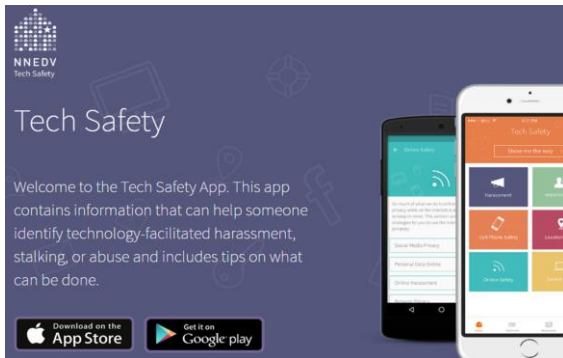 NNEDV
Tech Safety
Tech Safety
Welcome to the Tech Safety App. This app
contains information that can help someone
identify technology-facilitated harassment,
stalking, or abuse and includes tips on what
can be done.
Download on the
App Store
Get it on
Google play
Online Safety
Social Media Privacy
Personal Data Online
Online Harassment
Tech Safety
Show me the way
Harassment
Cell Phone Safety
Location
Online Safety